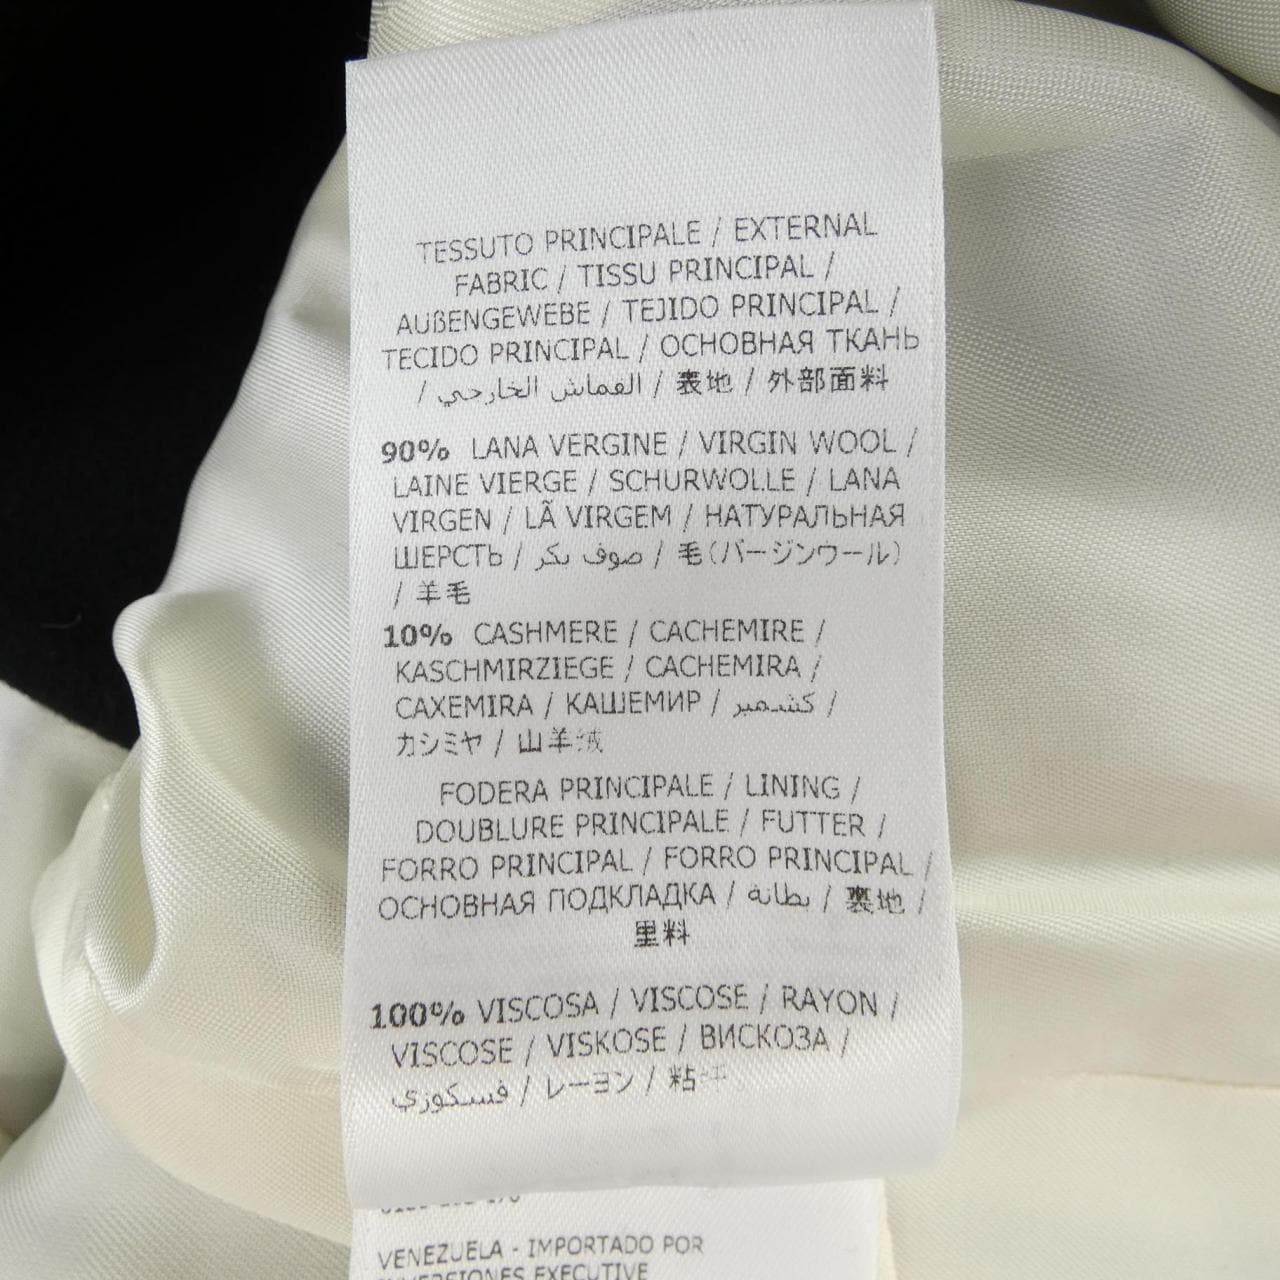 TESSUTO PRINCIPALE / EXTERNAL
FABRIC / TISSU PRINCIPAL /
AUßENGEWEBE / TEJIDO PRINCIPAL /
TECIDO PRINCIPAL / ОСНОВНАЯ ТКАНЬ
/ القماش الخارجي / 表地 / 外部面料
90% LANA VERGINE / VIRGIN WOOL /
LAINE VIERGE / SCHURWOLLE / LANA
VIRGEN / LÃ VIRGEM / НАТУРАЛЬНАЯ
ШЕРСТЬ / صوف بكر / 毛(バージンウール)
/ 羊毛
10% CASHMERE / CACHEMIRE /
KASCHMIRZIEGE / CACHEMIRA /
CAXEMIRA / КАШЕМИР / كشمير /
カシミヤ / 山羊绒
FODERA PRINCIPALE / LINING /
DOUBLURE PRINCIPALE / FUTTER /
FORRO PRINCIPAL / FORRO PRINCIPAL /
ОСНОВНАЯ ПОДКЛАДКА / بطانة / 裏地 /
里料
100% VISCOSA / VISCOSE / RAYON /
VISCOSE / VISKOSE / ВИСКОЗА /
فسكوزي / レーヨン /
VENEZUELA - IMPORTADO POR
INVERSIONES EXECUTIVE